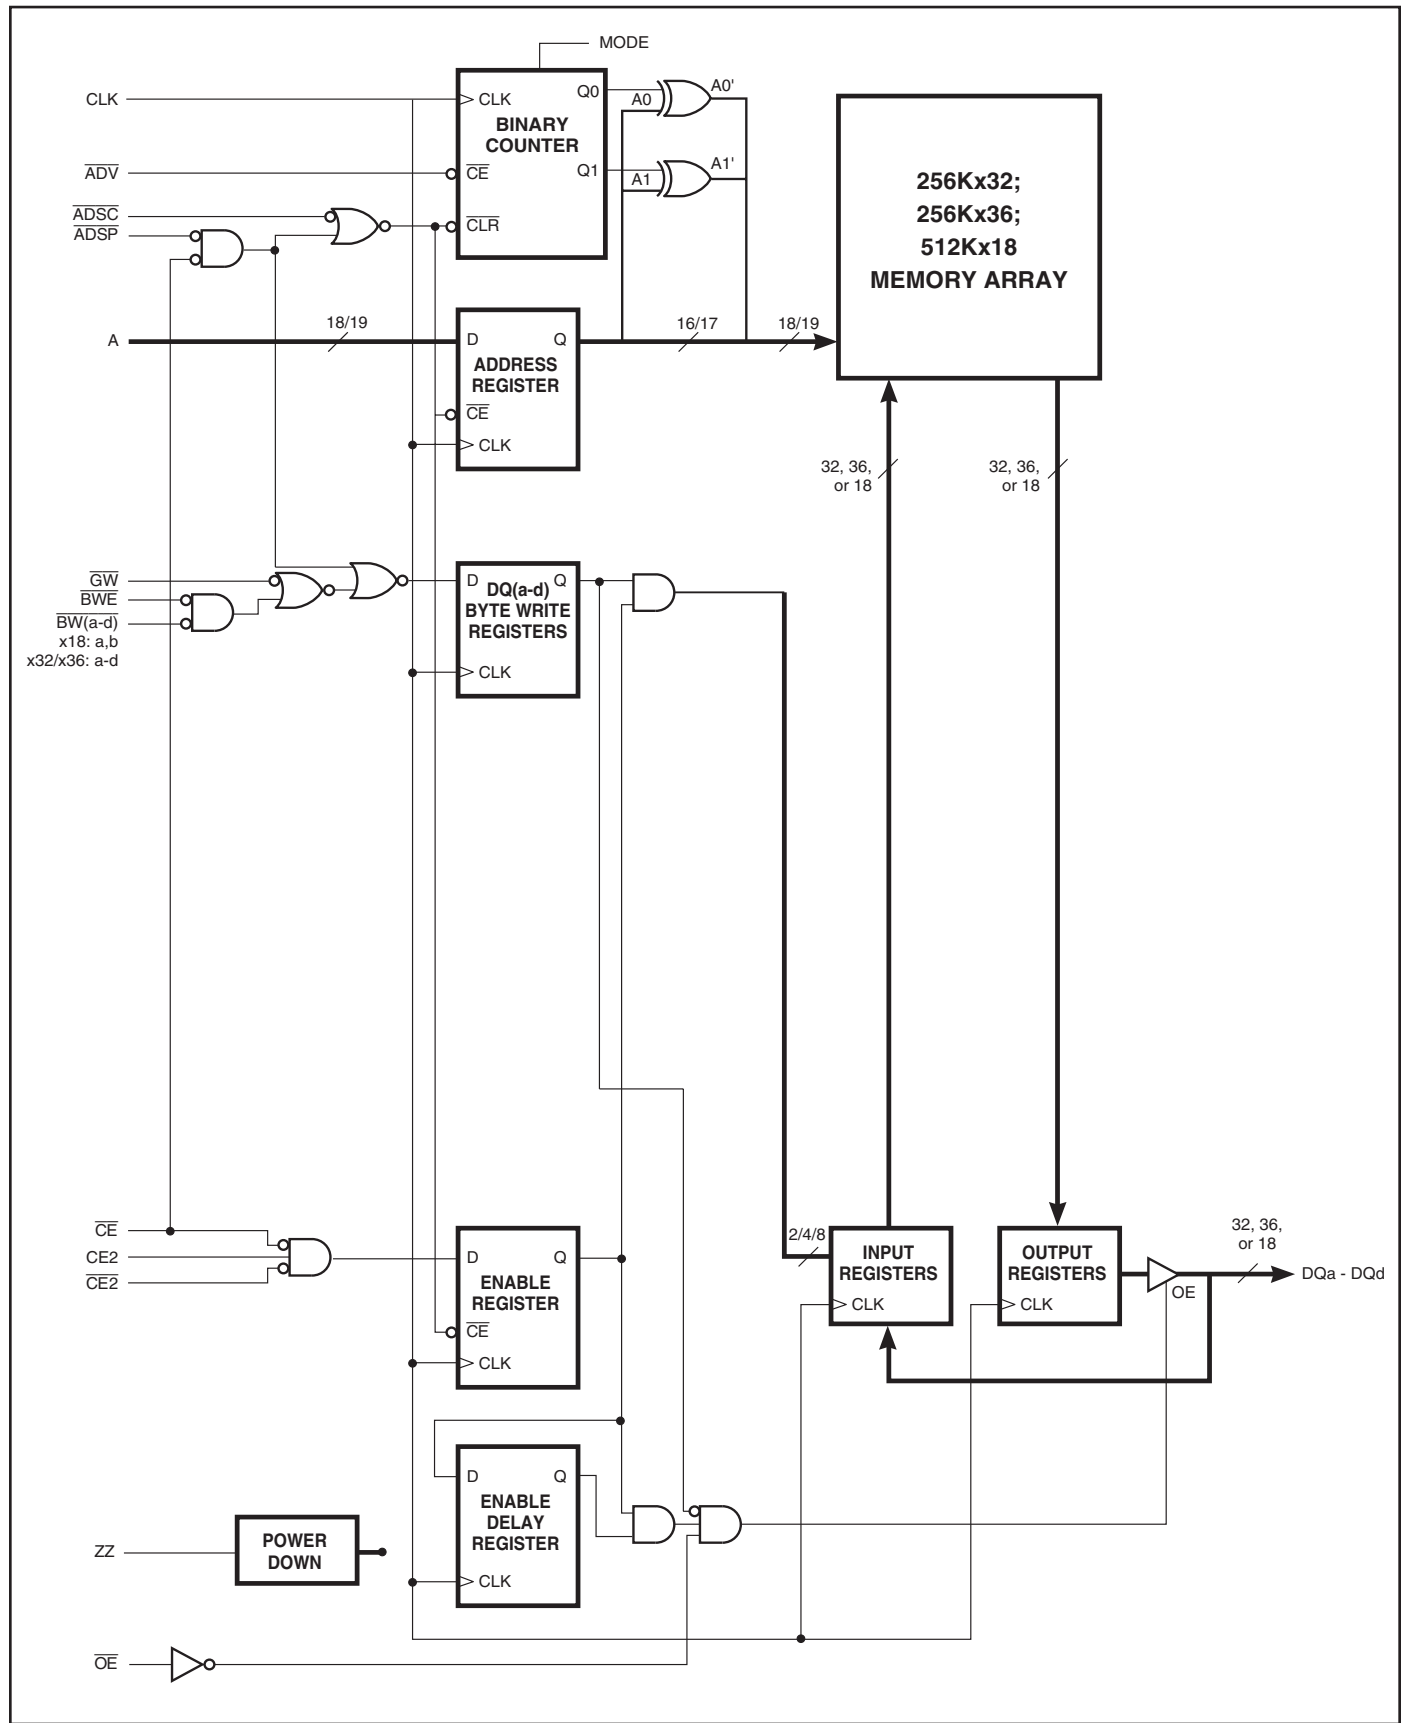 MODE
CLK
CLK
Q0
A0
A0'
BINARY
COUNTER
ADV
CE
Q1
A1
A1'
ADSC
ADSP
CLR
256Kx32;
256Kx36;
512Kx18
MEMORY ARRAY
A
18/19
D
Q
16/17
18/19
ADDRESS
REGISTER
CE
CLK
32, 36,
or 18
32, 36,
or 18
GW
BWE
BW(a-d)
x18: a,b
x32/x36: a-d
D
Q
DQ(a-d)
BYTE WRITE
REGISTERS
CLK
CE
CE2
CE2
D
Q
ENABLE
REGISTER
CE
CLK
2/4/8
INPUT
REGISTERS
CLK
OUTPUT
REGISTERS
CLK
OE
32, 36,
or 18
DQa - DQd
D
Q
ENABLE
DELAY
REGISTER
CLK
ZZ
POWER
DOWN
OE